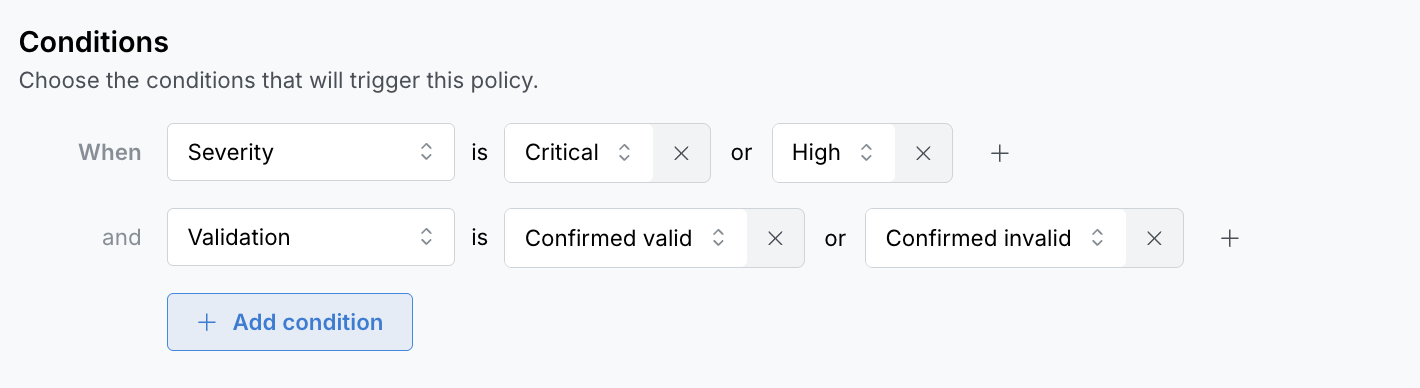 Conditions
Choose the conditions that will trigger this policy.
When Severity is Critical or High
and Validation is Confirmed valid or Confirmed invalid
Add condition